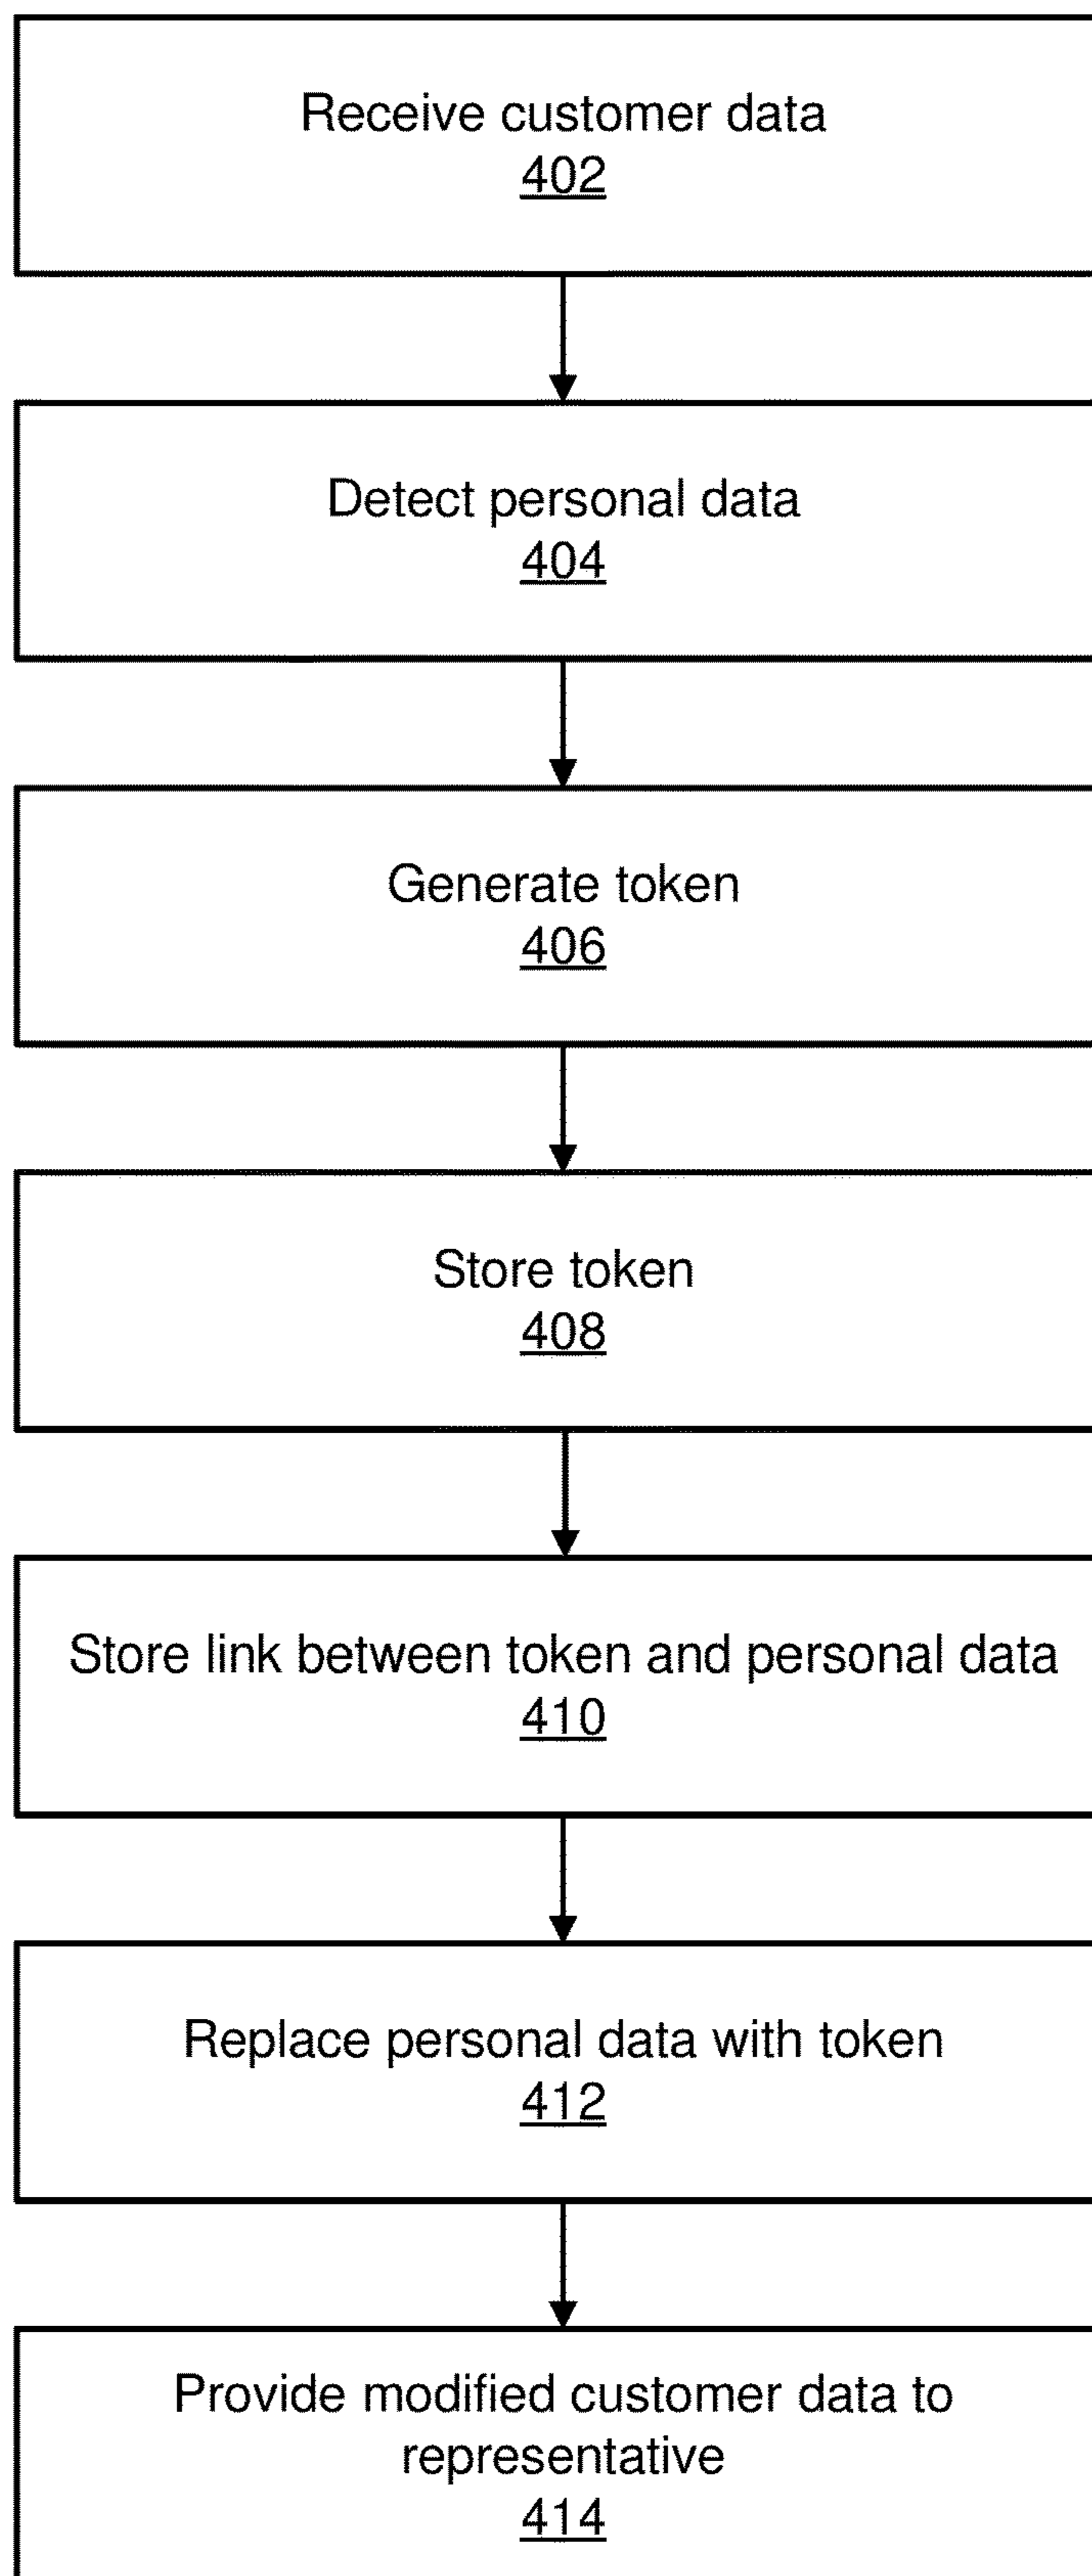 Receive customer data
402
Detect personal data
404
Generate token
406
Store token
408
Store link between token and personal data
410
Replace personal data with token
412
Provide modified customer data to
representative
414